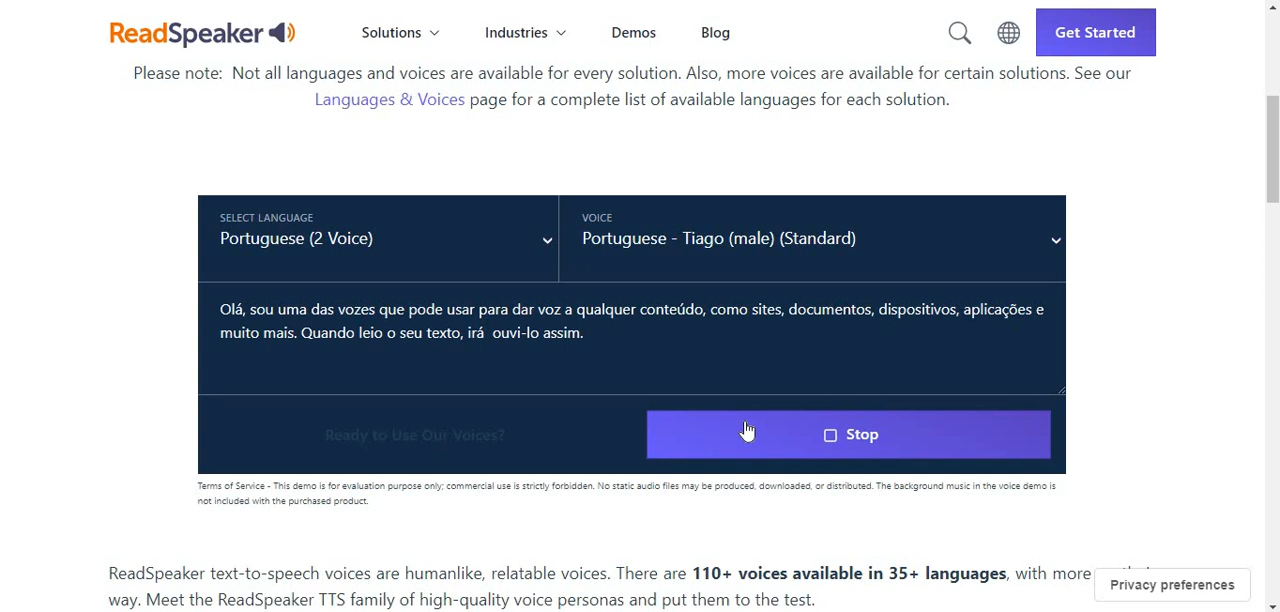 ReadSpeaker
Solutions
Industries
Demos
Blog
Get Started
Please note: Not all languages and voices are available for every solution. Also, more voices are available for certain solutions. See our
Languages & Voices page for a complete list of available languages for each solution.
SELECT LANGUAGE
Portuguese (2 Voice)
VOICE
Portuguese - Tiago (male) (Standard)
Olá, sou uma das vozes que pode usar para dar voz a qualquer conteúdo, como sites, documentos, dispositivos, aplicações e
muito mais. Quando leio o seu texto, irá ouvi-lo assim.
Ready to Use Our Voices?
Stop
Terms of Service - This demo is for evaluation purpose only; commercial use is strictly forbidden. No static audio files may be produced, downloaded, or distributed. The background music in the voice demo is
not included with the purchased product.
ReadSpeaker text-to-speech voices are humanlike, relatable voices. There are 110+ voices available in 35+ languages, with more
way. Meet the ReadSpeaker TTS family of high-quality voice personas and put them to the test.
Privacy preferences